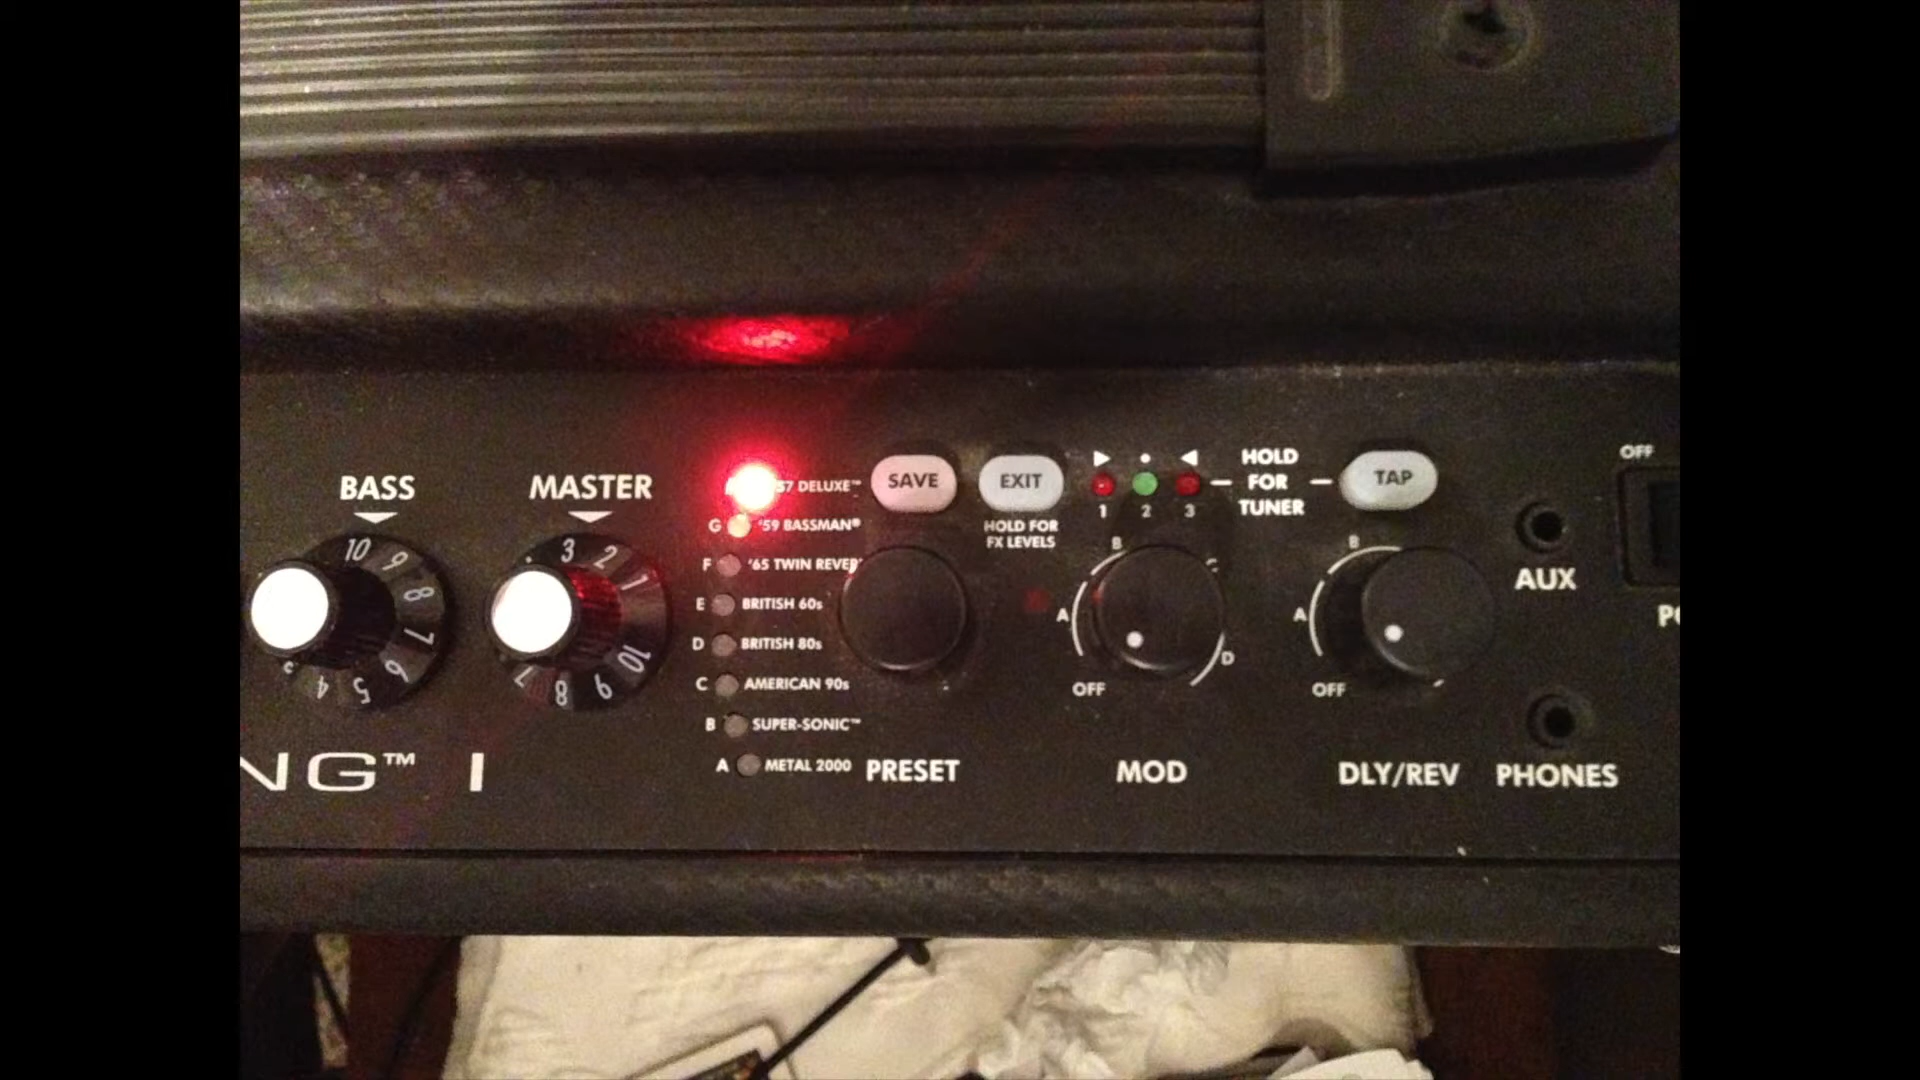 OFF
BASS
MASTER
57 DELUXE™
SAVE
EXIT
1 2 3
HOLD
FOR
TUNER
TAP
HOLD FOR
FX LEVELS
G '59 BASSMAN®
F '65 TWIN REVER
E BRITISH 60s
D BRITISH 80s
C AMERICAN 90s
B SUPER-SONIC™
A METAL 2000
10 9 8 7 6 5 4
3 2 1 10 9 8 7
B
C
A
D
OFF
B
A
OFF
AUX
NG™ I
PRESET
MOD
DLY/REV
PHONES